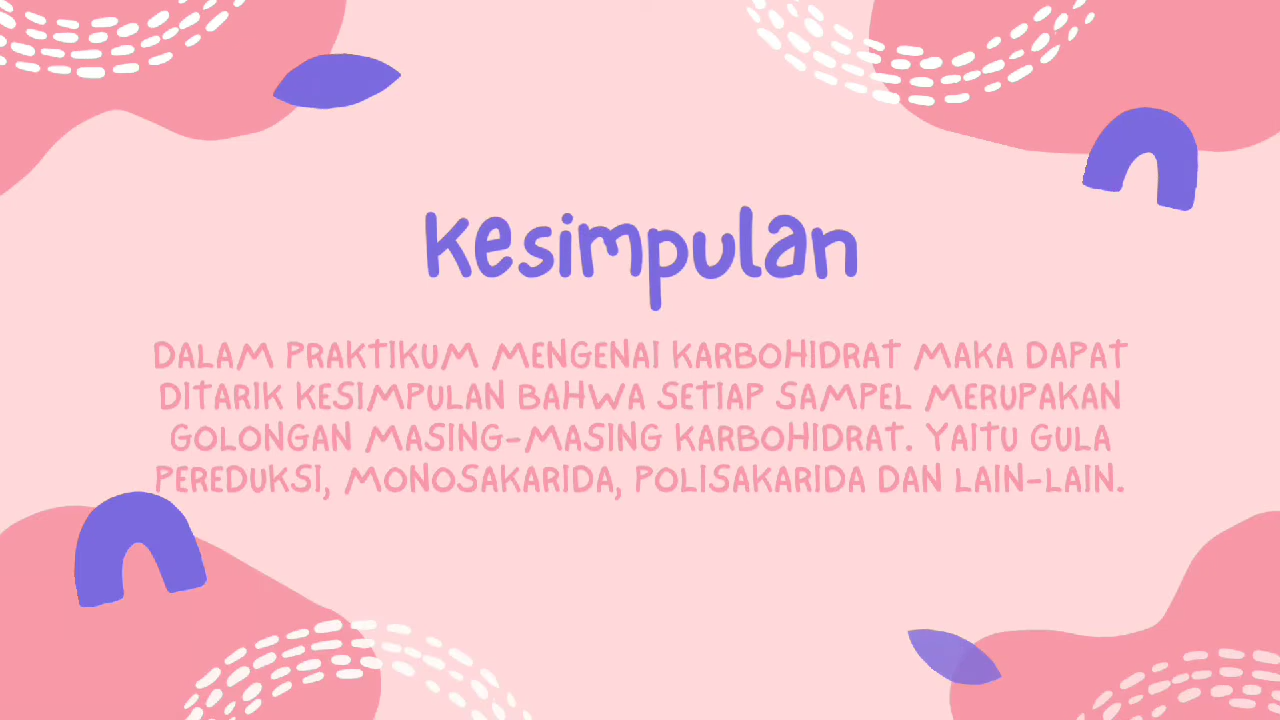 Kesimpulan
DALAM PRAKTIKUM MENGENAI KARBOHIDRAT MAKA DAPAT
DITARIK KESIMPULAN BAHWA SETIAP SAMPEL MERUPAKAN
GOLONGAN MASING-MASING KARBOHIDRAT. YAITU GULA
PEREDUKSI, MONOSAKARIDA, POLISAKARIDA DAN LAIN-LAIN.